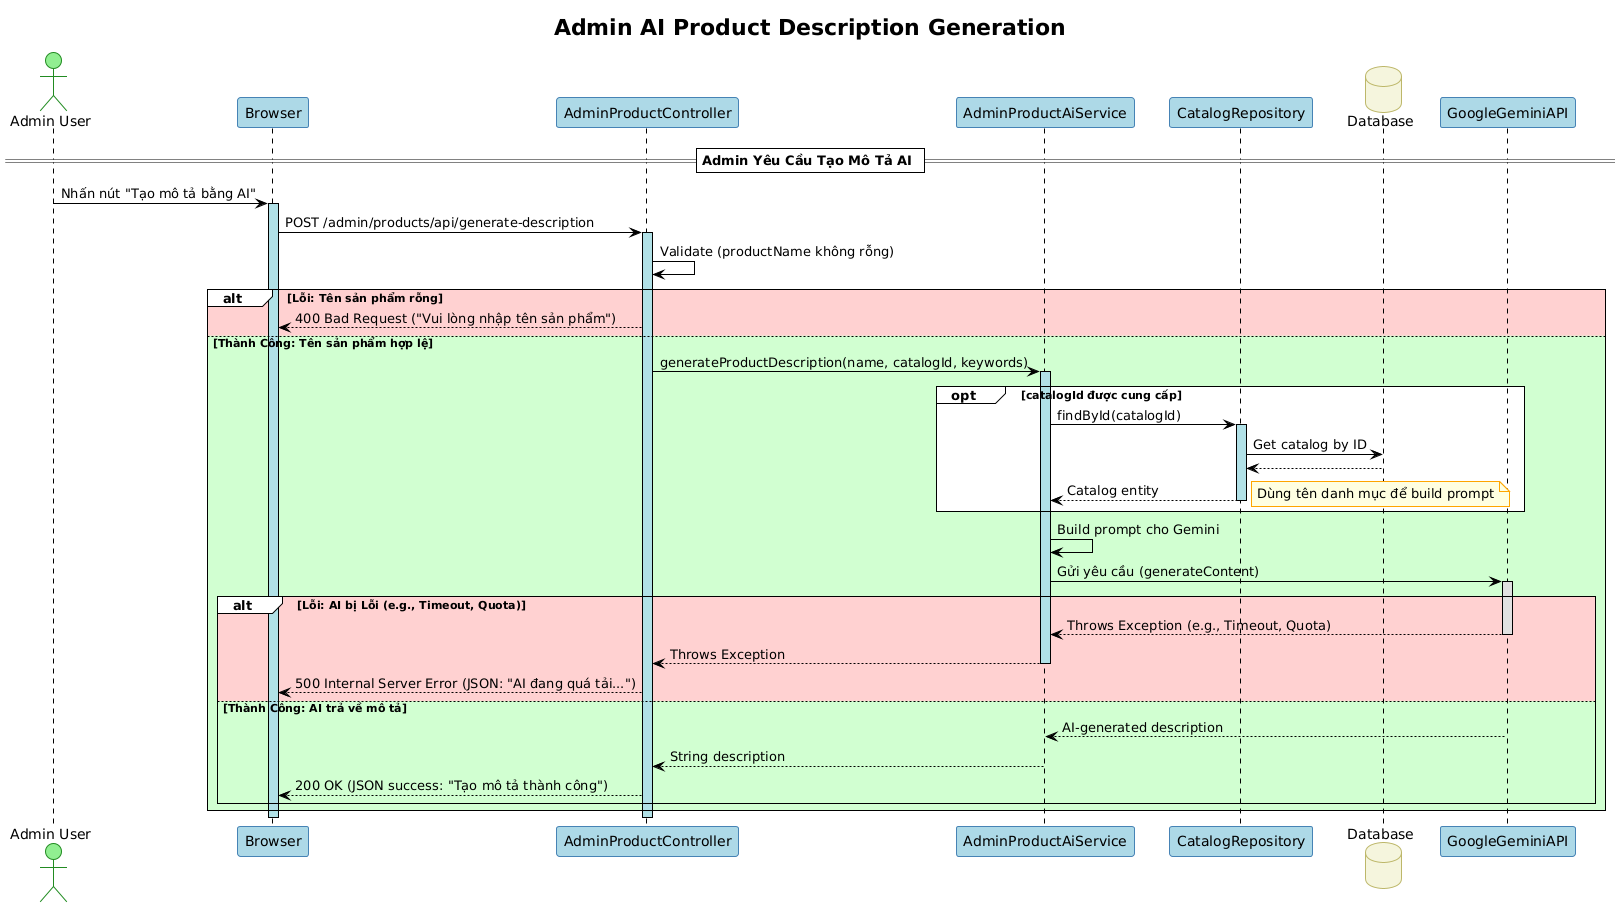 Admin AI Product Description Generation
Admin User
Browser
AdminProductController
AdminProductAiService
CatalogRepository
Database
GoogleGeminiAPI
Admin Yêu Cầu Tạo Mô Tả AI
Nhấn nút "Tạo mô tả bằng AI"
POST /admin/products/api/generate-description
Validate (productName không rỗng)
alt
[Lỗi: Tên sản phẩm rỗng]
400 Bad Request ("Vui lòng nhập tên sản phẩm")
[Thành Công: Tên sản phẩm hợp lệ]
generateProductDescription(name, catalogId, keywords)
opt
[catalogId được cung cấp]
findById(catalogId)
Get catalog by ID
Catalog entity
Dùng tên danh mục để build prompt
Build prompt cho Gemini
Gửi yêu cầu (generateContent)
alt
[Lỗi: AI bị Lỗi (e.g., Timeout, Quota)]
Throws Exception (e.g., Timeout, Quota)
Throws Exception
500 Internal Server Error (JSON: "AI đang quá tải...")
[Thành Công: AI trả về mô tả]
AI-generated description
String description
200 OK (JSON success: "Tạo mô tả thành công")
Admin User
Browser
AdminProductController
AdminProductAiService
CatalogRepository
Database
GoogleGeminiAPI